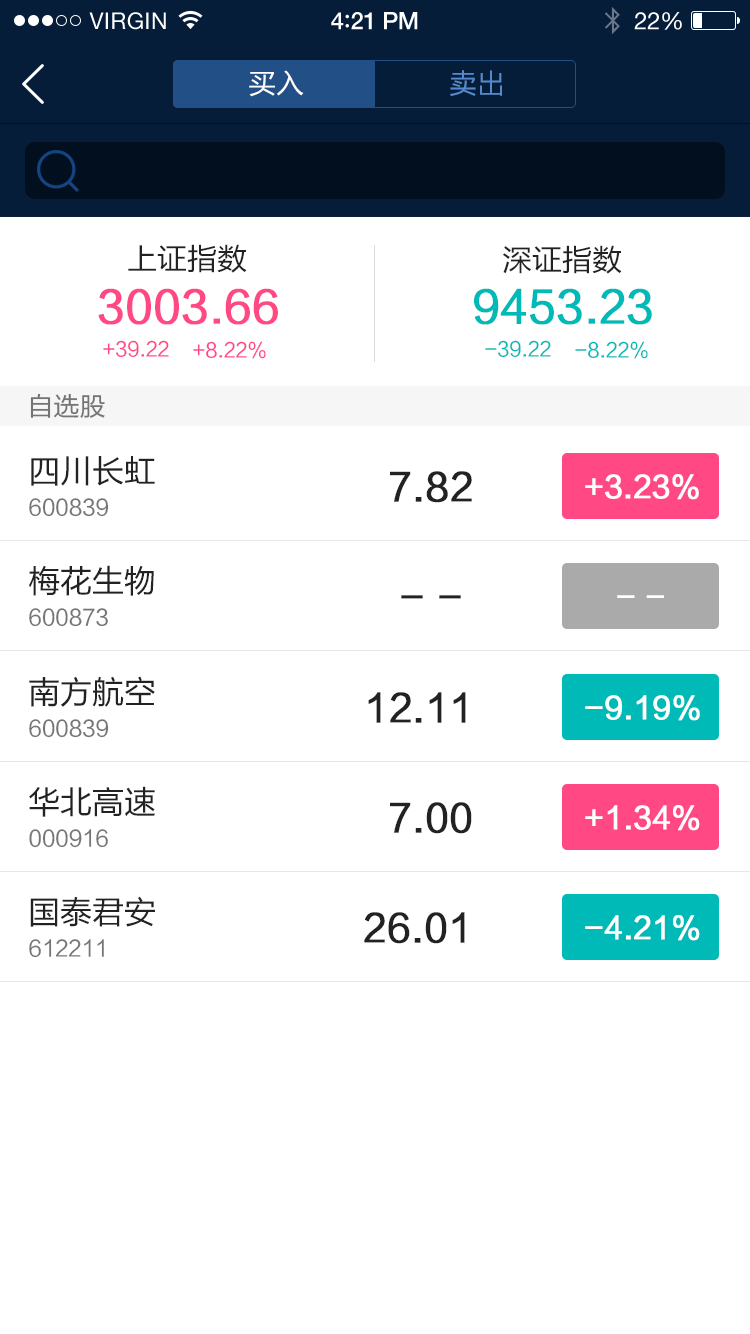 VIRGIN 4:21 PM 22%
买入 卖出
上证指数 深证指数
3003.66 9453.23
+39.22 +8.22% −39.22 −8.22%
自选股
四川长虹 7.82 +3.23%
600839
梅花生物 – – – –
600873
南方航空 12.11 −9.19%
600839
华北高速 7.00 +1.34%
000916
国泰君安 26.01 −4.21%
612211